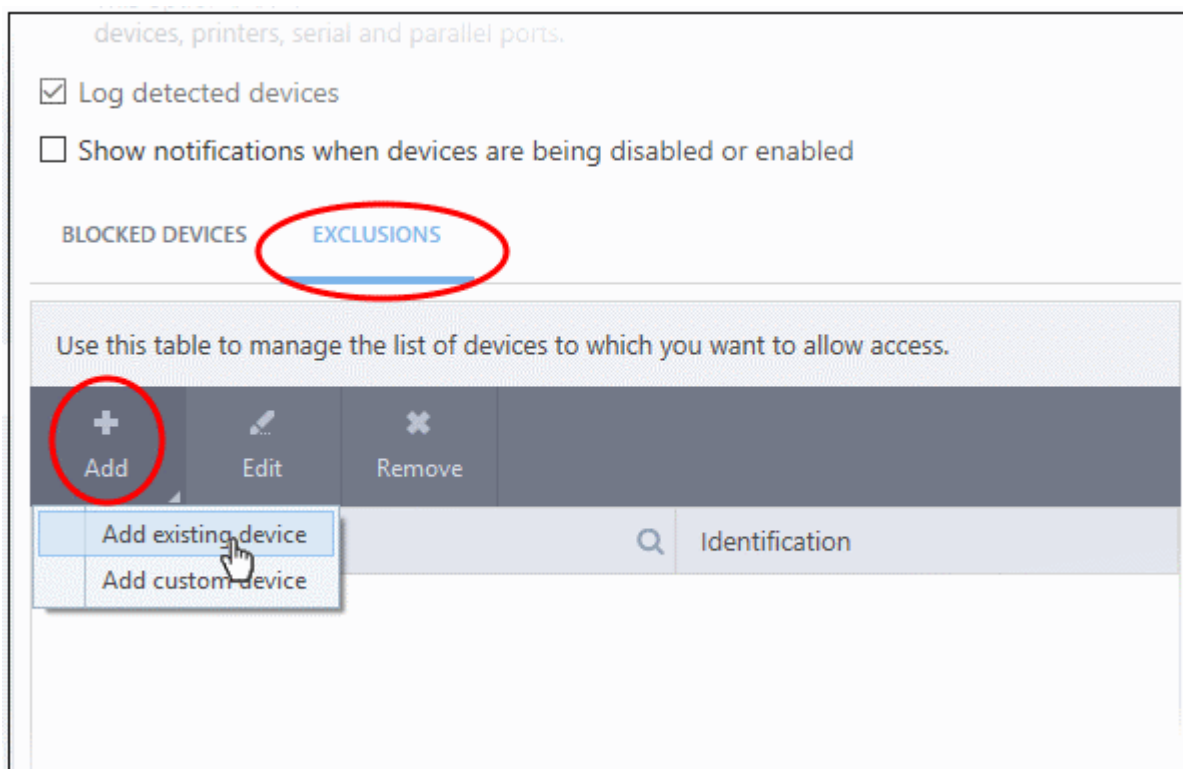 devices, printers, serial and parallel ports.
Log detected devices
Show notifications when devices are being disabled or enabled
BLOCKED DEVICES EXCLUSIONS
Use this table to manage the list of devices to which you want to allow access.
Add Edit Remove
Add existing device
Identification
Add custom device